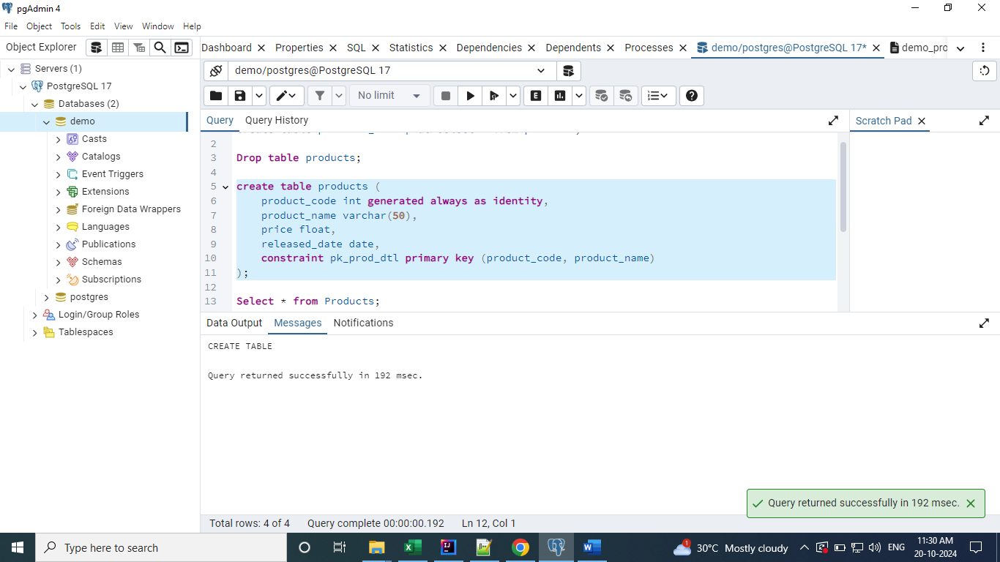 pgAdmin 4
File Object Tools Edit View Window Help
Object Explorer
Dashboard Properties SQL Statistics Dependencies Dependents Processes demo/postgres@PostgreSQL 17* demo_pro
Servers (1)
PostgreSQL 17
Databases (2)
demo
Casts
Catalogs
Event Triggers
Extensions
Foreign Data Wrappers
Languages
Publications
Schemas
Subscriptions
postgres
Login/Group Roles
Tablespaces
demo/postgres@PostgreSQL 17
No limit
E
Query Query History
Scratch Pad
2
3 Drop table products;
4
5 create table products (
6 product_code int generated always as identity,
7 product_name varchar(50),
8 price float,
9 released_date date,
10 constraint pk_prod_dtl primary key (product_code, product_name)
11 );
12
13 Select * from Products;
Data Output Messages Notifications
CREATE TABLE
Query returned successfully in 192 msec.
Query returned successfully in 192 msec.
Total rows: 4 of 4 Query complete 00:00:00.192 Ln 12, Col 1
Type here to search
1
30°C Mostly cloudy
ENG
11:30 AM
20-10-2024